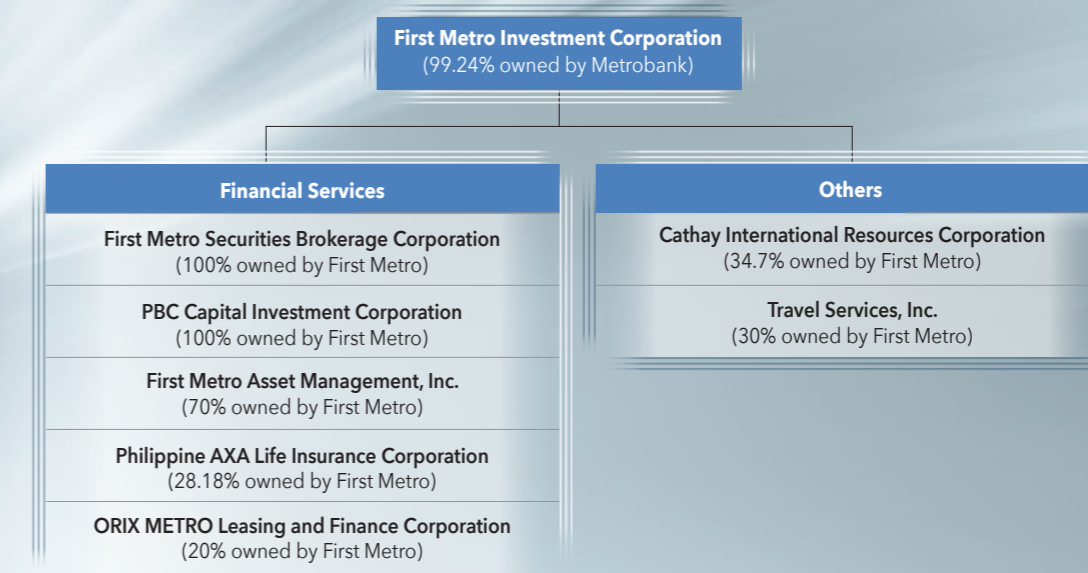 First Metro Investment Corporation
(99.24% owned by Metrobank)
Financial Services
First Metro Securities Brokerage Corporation
(100% owned by First Metro)
PBC Capital Investment Corporation
(100% owned by First Metro)
First Metro Asset Management, Inc.
(70% owned by First Metro)
Philippine AXA Life Insurance Corporation
(28.18% owned by First Metro)
ORIX METRO Leasing and Finance Corporation
(20% owned by First Metro)
Others
Cathay International Resources Corporation
(34.7% owned by First Metro)
Travel Services, Inc.
(30% owned by First Metro)